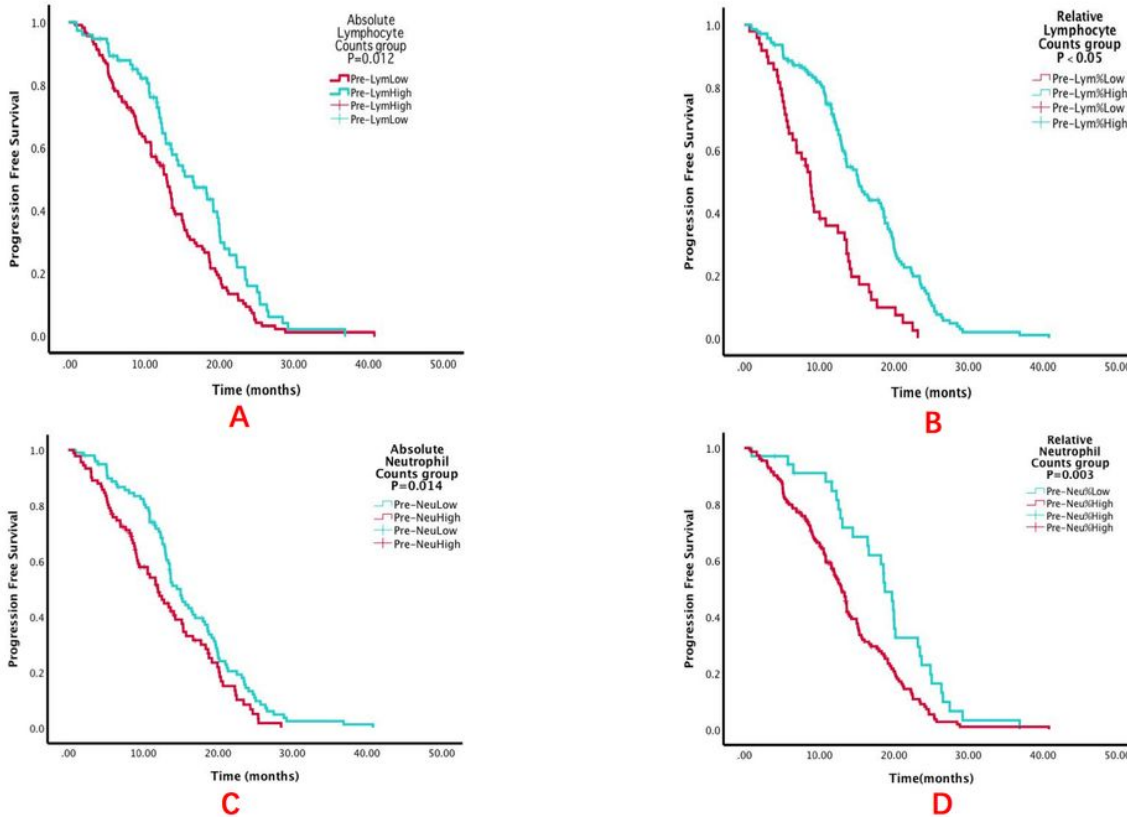 Absolute
Lymphocyte
Counts group
P=0.012
Pre-LymLow
Pre-LymHigh
Pre-LymHigh
Pre-LymLow
Progression Free Survival
1.0
0.8
0.6
0.4
0.2
0.0
.00 10.00 20.00 30.00 40.00 50.00
Time (months)
A
Relative
Lymphocyte
Counts group
P<0.05
Pre-Lym%Low
Pre-Lym%High
Pre-Lym%Low
Pre-Lym%High
Progression Free Survival
1.0
0.8
0.6
0.4
0.2
0.0
.00 10.00 20.00 30.00 40.00 50.00
Time (monts)
B
Absolute
Neutrophil
Counts group
P=0.014
Pre-NeuLow
Pre-NeuHigh
Pre-NeuLow
Pre-NeuHigh
Progression Free Survival
1.0
0.8
0.6
0.4
0.2
0.0
.00 10.00 20.00 30.00 40.00 50.00
Time (months)
C
Relative
Neutrophil
Counts group
P=0.003
Pre-Neu%Low
Pre-Neu%High
Pre-Neu%High
Pre-Neu%High
Progression Free Survival
1.0
0.8
0.6
0.4
0.2
0.0
.00 10.00 20.00 30.00 40.00 50.00
Time(months)
D